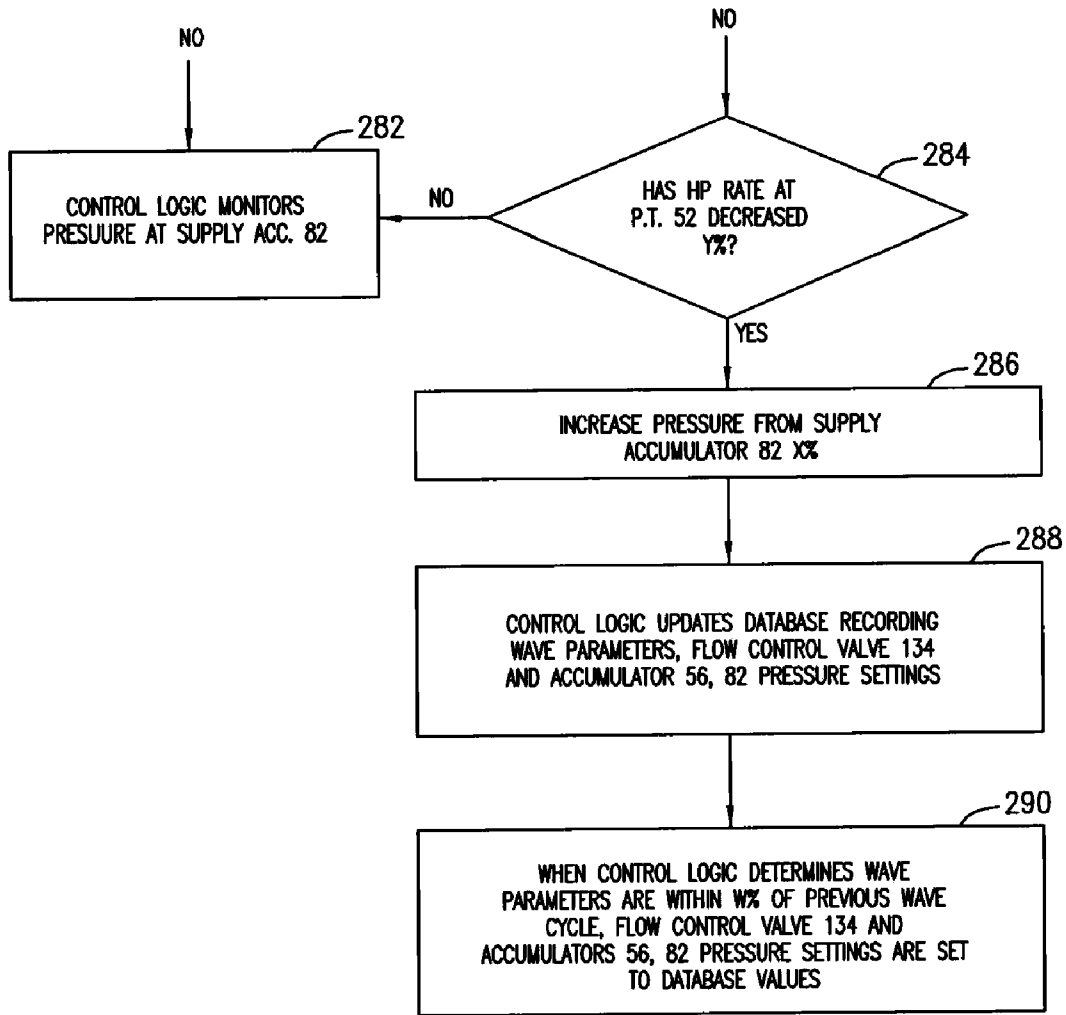 NO
NO
282
CONTROL LOGIC MONITORS
PRESUURE AT SUPPLY ACC. 82
NO
284
HAS HP RATE AT
P.T. 52 DECREASED
Y%?
YES
286
INCREASE PRESSURE FROM SUPPLY
ACCUMULATOR 82 X%
288
CONTROL LOGIC UPDATES DATABASE RECORDING
WAVE PARAMETERS, FLOW CONTROL VALVE 134
AND ACCUMULATOR 56, 82 PRESSURE SETTINGS
290
WHEN CONTROL LOGIC DETERMINES WAVE
PARAMETERS ARE WITHIN W% OF PREVIOUS WAVE
CYCLE, FLOW CONTROL VALVE 134 AND
ACCUMULATORS 56, 82 PRESSURE SETTINGS ARE SET
TO DATABASE VALUES